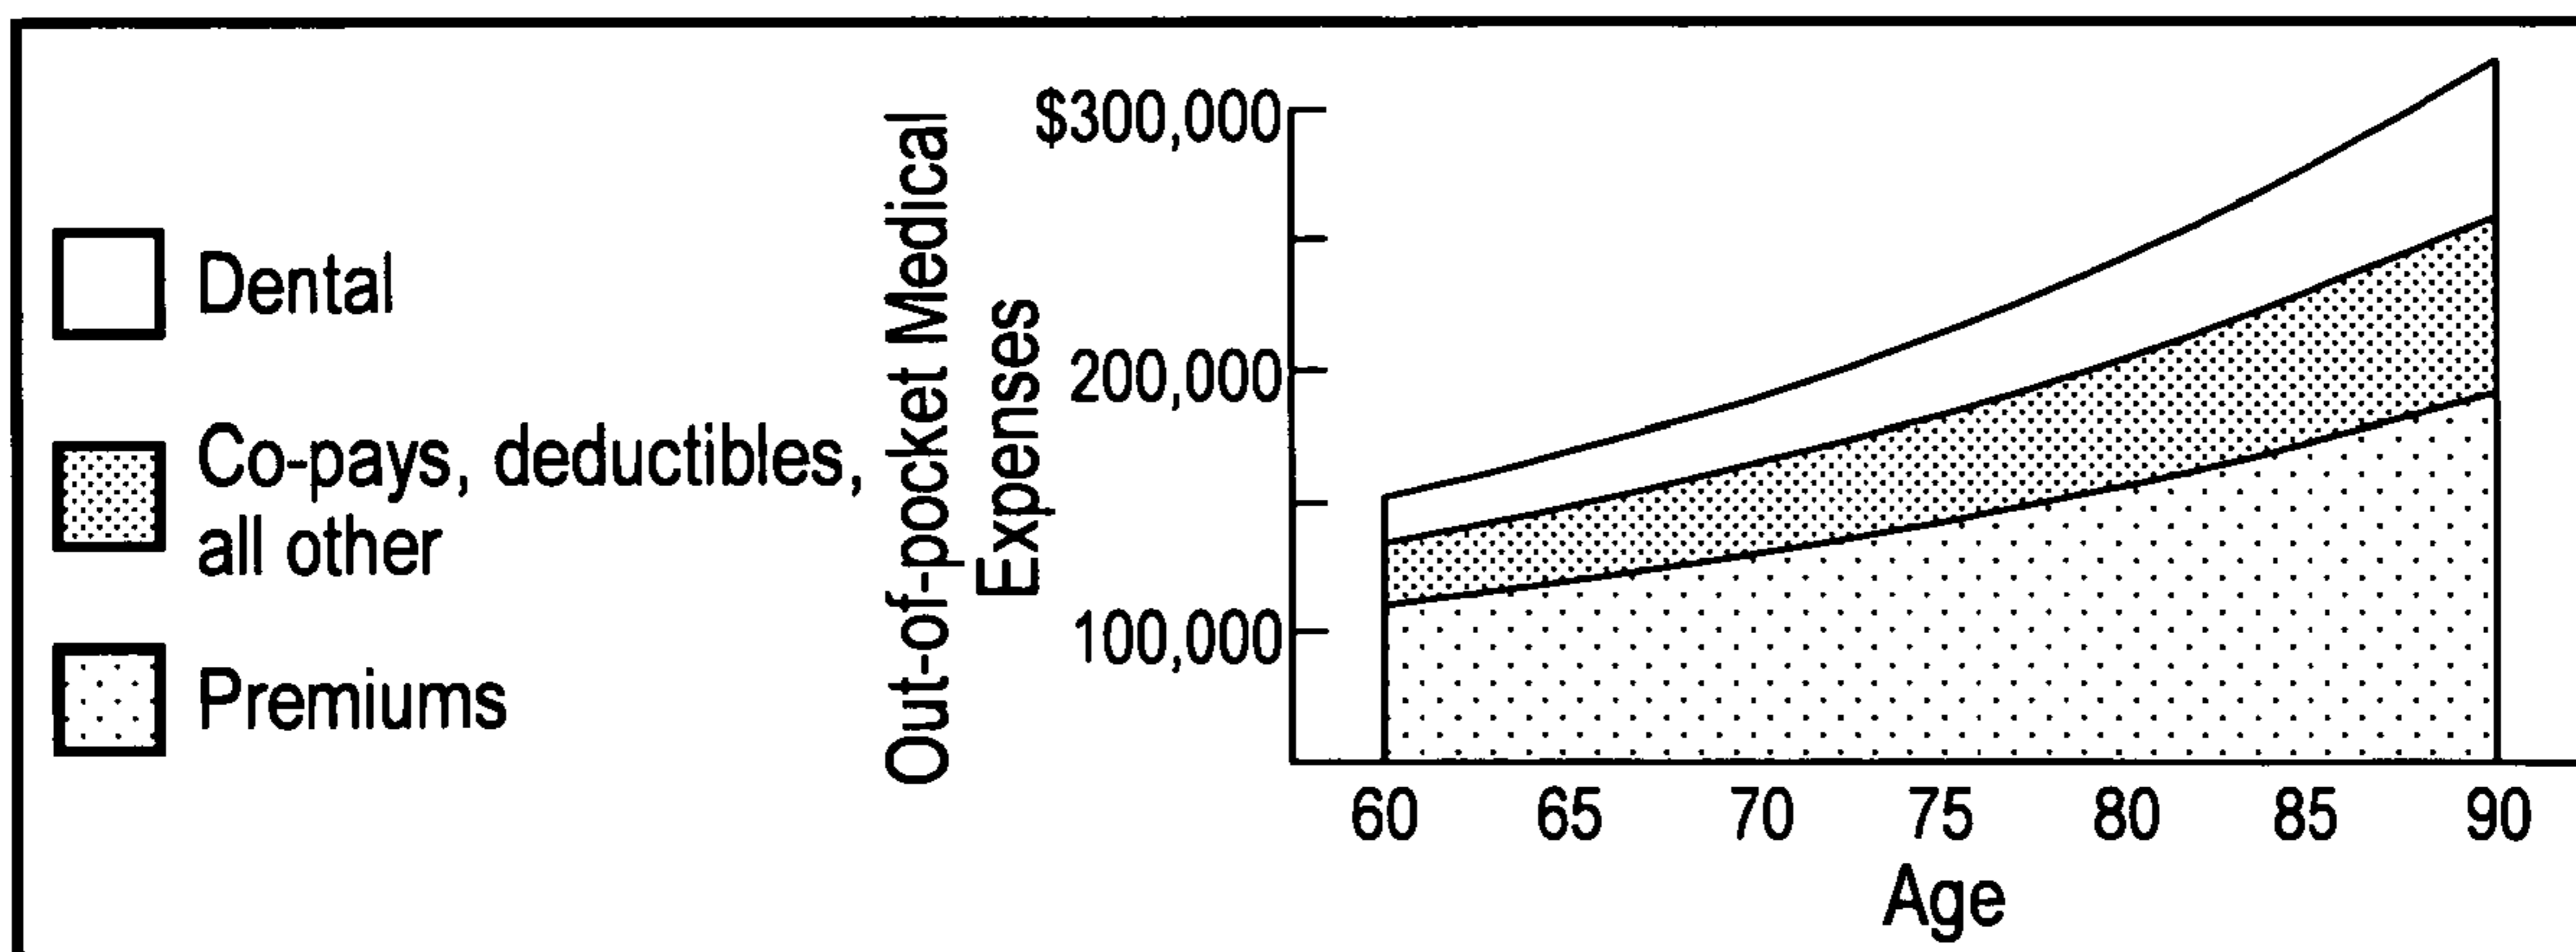 Dental
Co-pays, deductibles,
all other
Premiums
Out-of-pocket Medical
Expenses
$300,000
200,000
100,000
60 65 70 75 80 85 90
Age